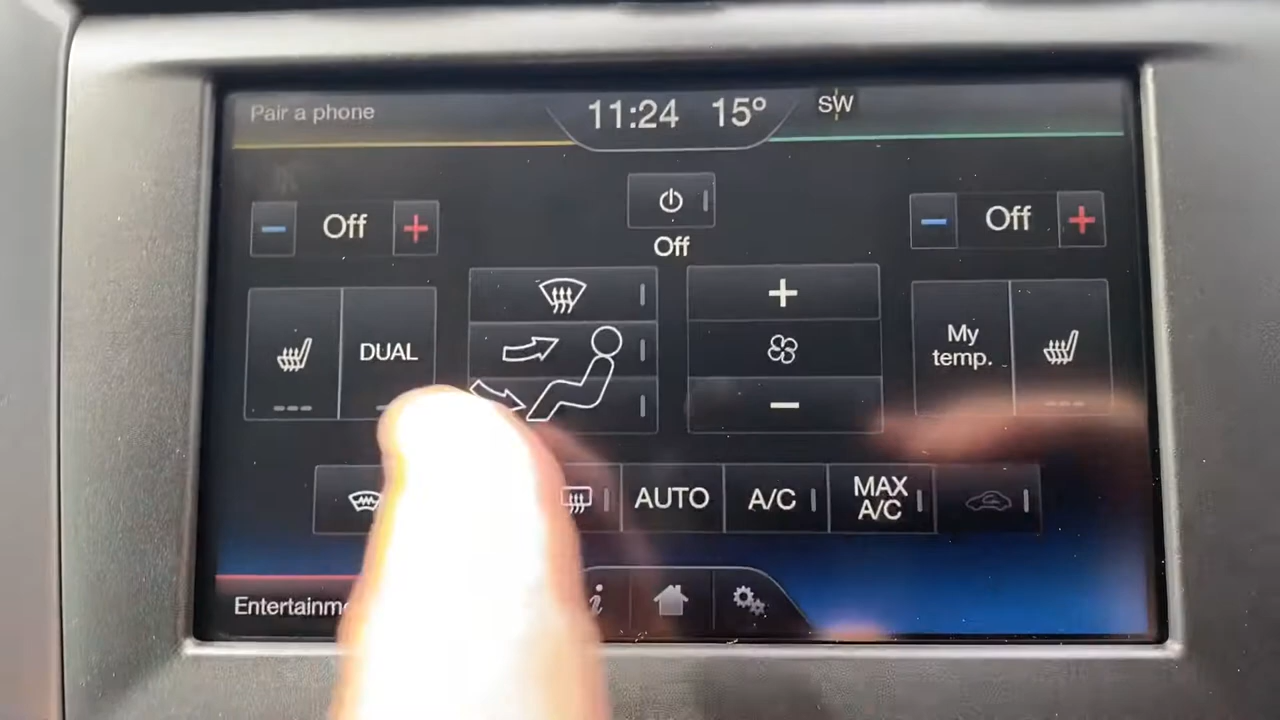 Pair a phone
11:24 15° SW
Off
Off
Off
DUAL
My
temp.
AUTO
A/C
MAX
A/C
i